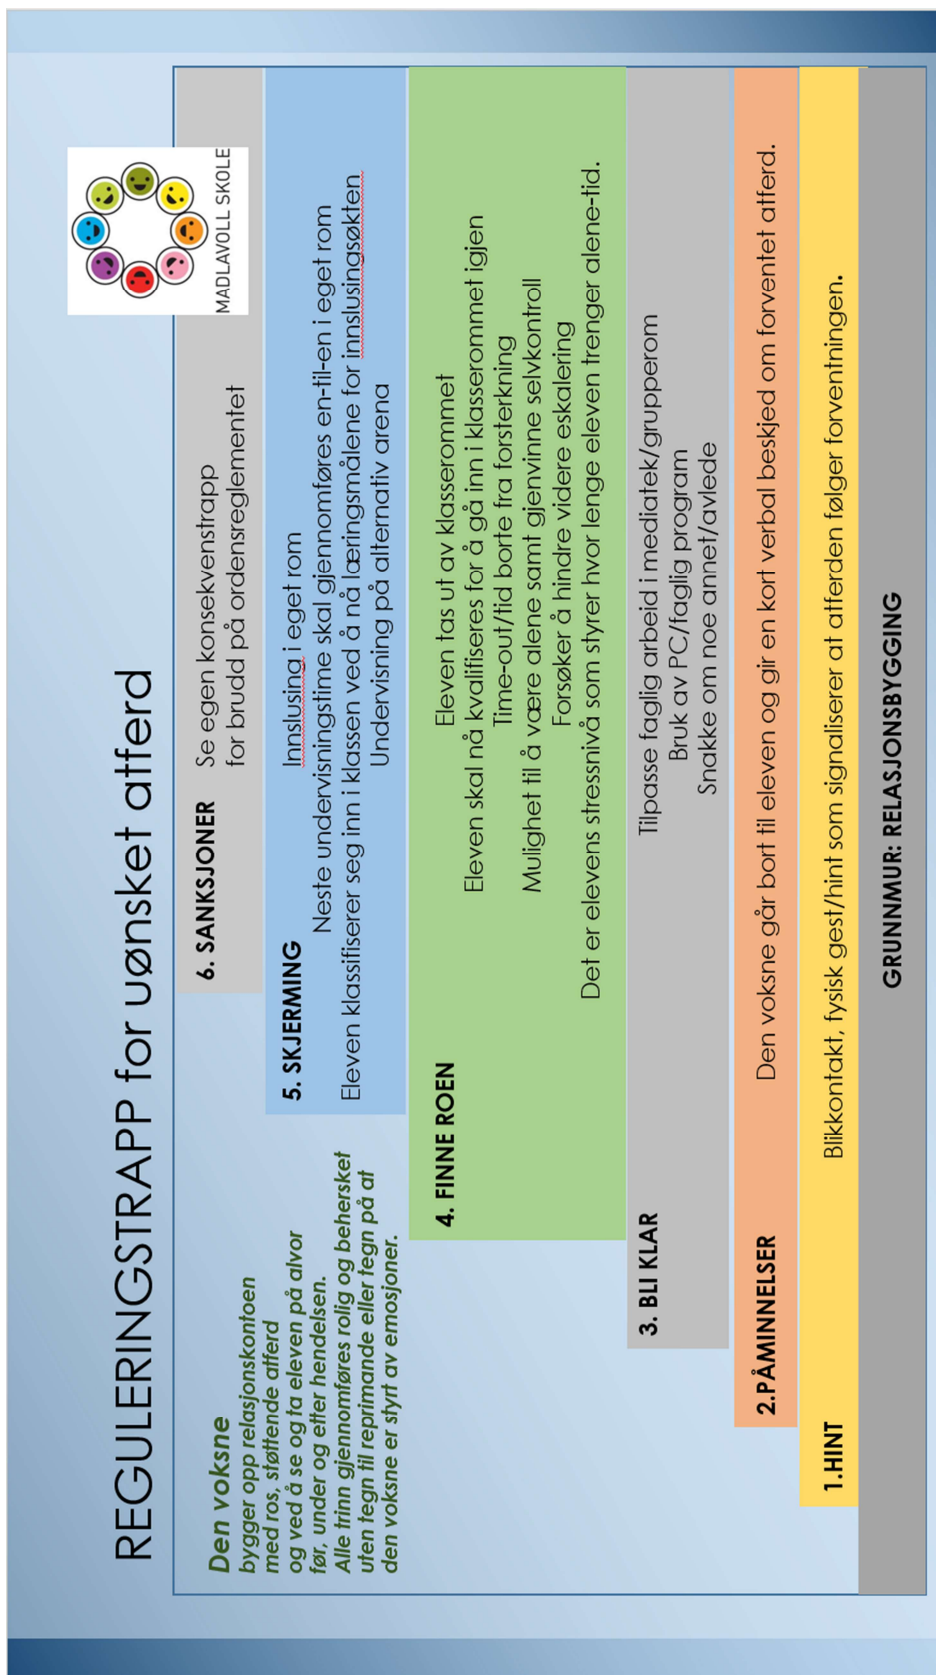 REGULERINGSTRAPP for uønsket atferd
MADLAVOLL SKOLE
Den voksne
bygger opp relasjonskontoen
med ros, støttende atferd
og ved å se og ta eleven på alvor
før, under og etter hendelsen.
Alle trinn gjennomføres rolig og behersket
uten tegn til reprimande eller tegn på at
den voksne er styrt av emosjoner.
6. SANKSJONER
Se egen konsekvenstrapp
for brudd på ordensreglementet
5. SKJERMING
Innslusing i eget rom
Neste undervisningstime skal gjennomføres en-til-en i eget rom
Eleven klassifiserer seg inn i klassen ved å nå læringsmålene for innslusingsøkten
Undervisning på alternativ arena
4. FINNE ROEN
Eleven tas ut av klasserommet
Eleven skal nå kvalifiseres for å gå inn i klasserommet igjen
Time-out/tid borte fra forsterkning
Mulighet til å være alene samt gjenvinne selvkontroll
Forsøker å hindre videre eskalering
Det er elevens stressnivå som styrer hvor lenge eleven trenger alene-tid.
3. BLI KLAR
Tilpasse faglig arbeid i mediatek/grupperom
Bruk av PC/faglig program
Snakke om noe annet/avlede
2.PÅMINNELSER
Den voksne går bort til eleven og gir en kort verbal beskjed om forventet atferd.
1.HINT
Blikkontakt, fysisk gest/hint som signaliserer at atferden følger forventningen.
GRUNNMUR: RELASJONSBYGGING